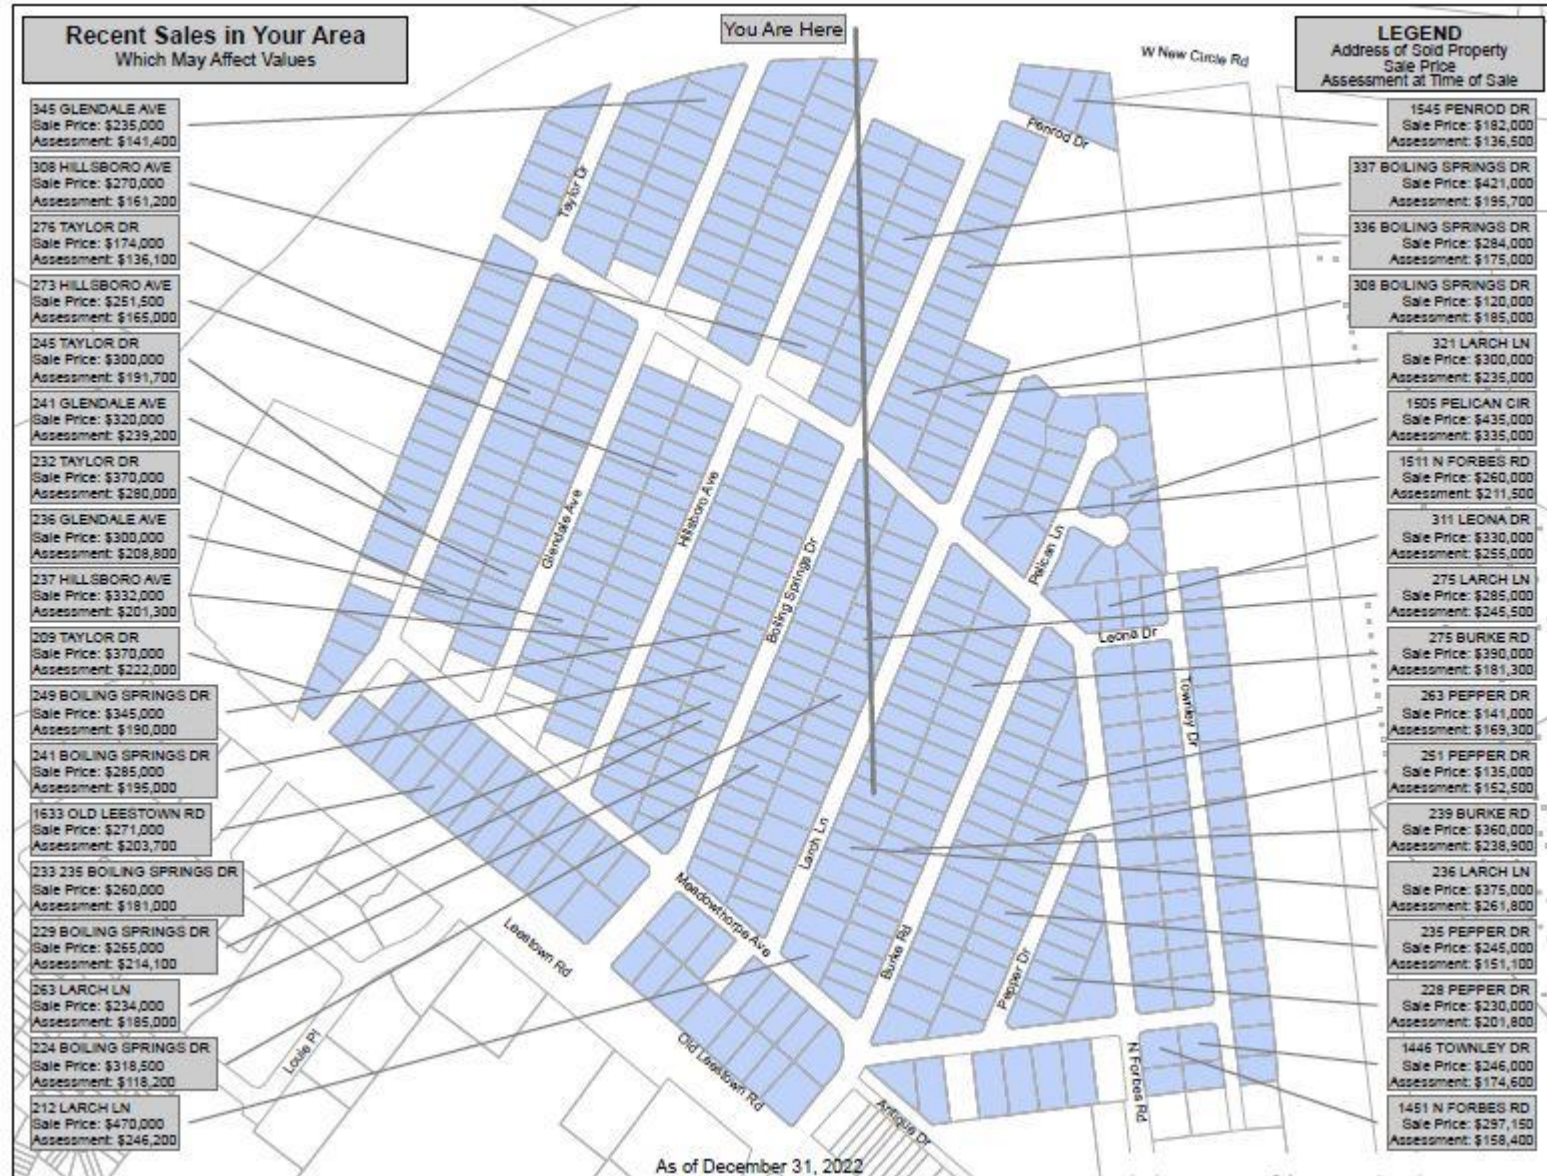 Recent Sales in Your Area
Which May Affect Values
You Are Here
W New Circle Rd
LEGEND
Address of Sold Property
Sale Price
Assessment at Time of Sale
345 GLENDALE AVE
Sale Price: $235,000
Assessment: $141,400
308 HILLSBORO AVE
Sale Price: $270,000
Assessment: $161,200
276 TAYLOR DR
Sale Price: $174,000
Assessment: $136,100
273 HILLSBORO AVE
Sale Price: $251,500
Assessment: $165,000
245 TAYLOR DR
Sale Price: $300,000
Assessment: $191,700
241 GLENDALE AVE
Sale Price: $320,000
Assessment: $239,200
232 TAYLOR DR
Sale Price: $370,000
Assessment: $280,000
236 GLENDALE AVE
Sale Price: $300,000
Assessment: $208,800
237 HILLSBORO AVE
Sale Price: $332,000
Assessment: $201,300
209 TAYLOR DR
Sale Price: $370,000
Assessment: $222,000
249 BOILING SPRINGS DR
Sale Price: $345,000
Assessment: $190,000
241 BOILING SPRINGS DR
Sale Price: $285,000
Assessment: $195,000
1633 OLD LEESTOWN RD
Sale Price: $271,000
Assessment: $203,700
233 235 BOILING SPRINGS DR
Sale Price: $260,000
Assessment: $181,000
229 BOILING SPRINGS DR
Sale Price: $265,000
Assessment: $214,100
263 LARCH LN
Sale Price: $234,000
Assessment: $185,000
224 BOILING SPRINGS DR
Sale Price: $318,500
Assessment: $118,200
212 LARCH LN
Sale Price: $470,000
Assessment: $246,200
Penrod Dr
Taylor Dr
Glendale Ave
Hillsboro Ave
Boiling Springs Dr
Pelican Ln
Leona Dr
Townley Dr
Larch Ln
Meadowthorpe Ave
Burke Rd
Pepper Dr
Leestown Rd
Old Leestown Rd
Louie Pl
N Forbes Rd
Antigua Dr
1545 PENROD DR
Sale Price: $182,000
Assessment: $136,500
337 BOILING SPRINGS DR
Sale Price: $421,000
Assessment: $195,700
336 BOILING SPRINGS DR
Sale Price: $284,000
Assessment: $175,000
308 BOILING SPRINGS DR
Sale Price: $120,000
Assessment: $185,000
321 LARCH LN
Sale Price: $300,000
Assessment: $235,000
1505 PELICAN CIR
Sale Price: $435,000
Assessment: $335,000
1511 N FORBES RD
Sale Price: $260,000
Assessment: $211,500
311 LEONA DR
Sale Price: $330,000
Assessment: $255,000
275 LARCH LN
Sale Price: $285,000
Assessment: $245,500
275 BURKE RD
Sale Price: $390,000
Assessment: $181,300
263 PEPPER DR
Sale Price: $141,000
Assessment: $169,300
251 PEPPER DR
Sale Price: $135,000
Assessment: $152,500
239 BURKE RD
Sale Price: $360,000
Assessment: $238,900
236 LARCH LN
Sale Price: $375,000
Assessment: $261,800
235 PEPPER DR
Sale Price: $245,000
Assessment: $151,100
228 PEPPER DR
Sale Price: $230,000
Assessment: $201,800
1446 TOWNLEY DR
Sale Price: $246,000
Assessment: $174,600
1451 N FORBES RD
Sale Price: $297,150
Assessment: $158,400
As of December 31, 2022